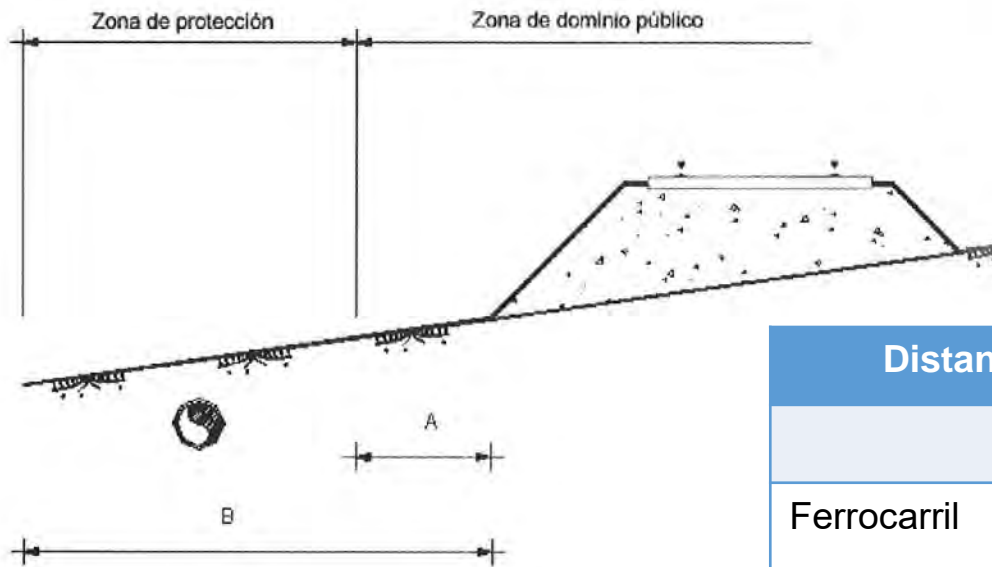 Zona de protección
Zona de dominio público
A
B
Distan
Ferrocarril